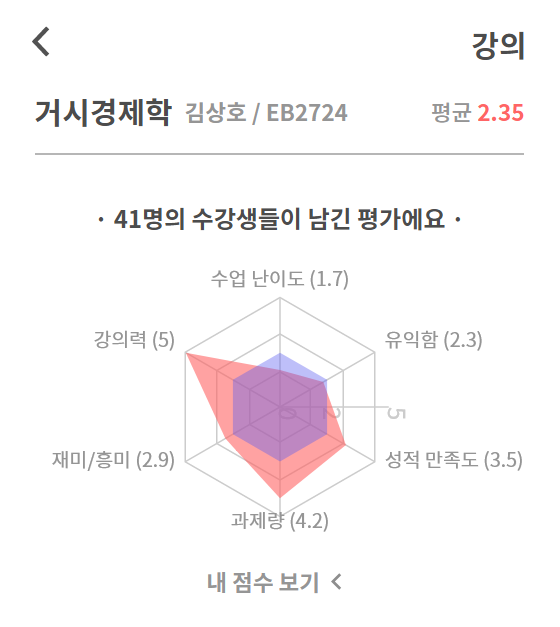 강의
거시경제학 김상호 / EB2724 평균 2.35
· 41명의 수강생들이 남긴 평가에요 ·
수업 난이도 (1.7)
강의력 (5) 유익함 (2.3)
0 2 5
재미/흥미 (2.9) 성적 만족도 (3.5)
과제량 (4.2)
내 점수 보기